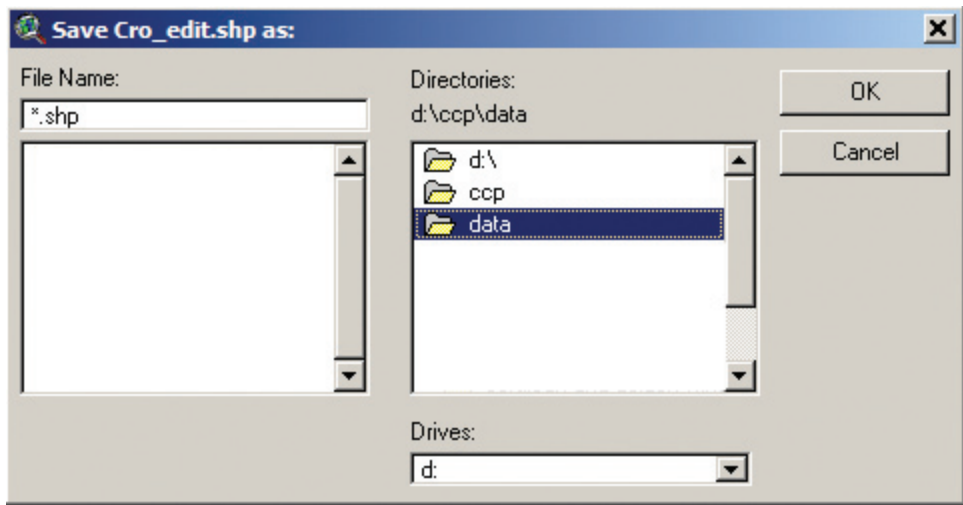 Save Cro_edit.shp as:
File Name:
*.shp
Directories:
d:\ccp\data
d:\
ccp
data
Drives:
d:
OK
Cancel